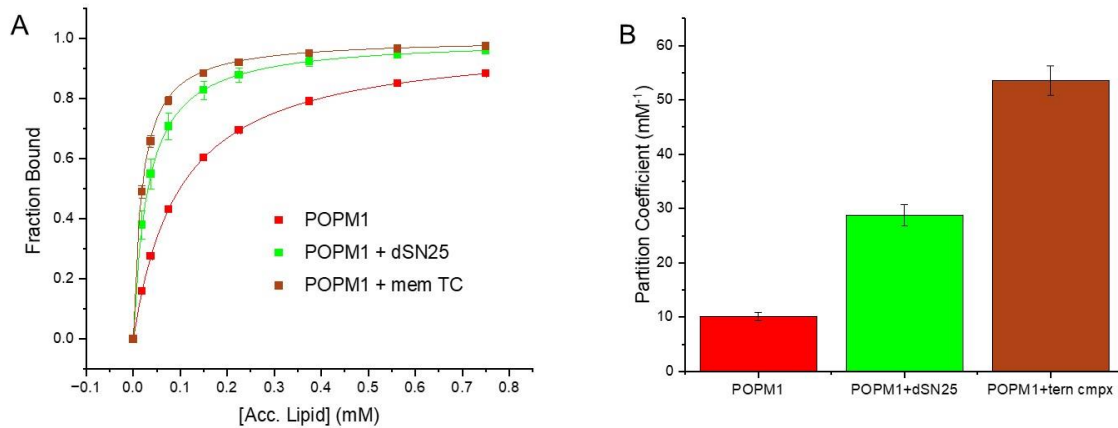 A
Fraction Bound
1.0
0.8
0.6
0.4
0.2
0.0
POPM1
POPM1 + dSN25
POPM1 + mem TC
−0.1 0.0 0.1 0.2 0.3 0.4 0.5 0.6 0.7 0.8
[Acc. Lipid] (mM)
B
Partition Coefficient (mM-1)
60
50
40
30
20
10
0
POPM1 POPM1+dSN25 POPM1+tern cmpx